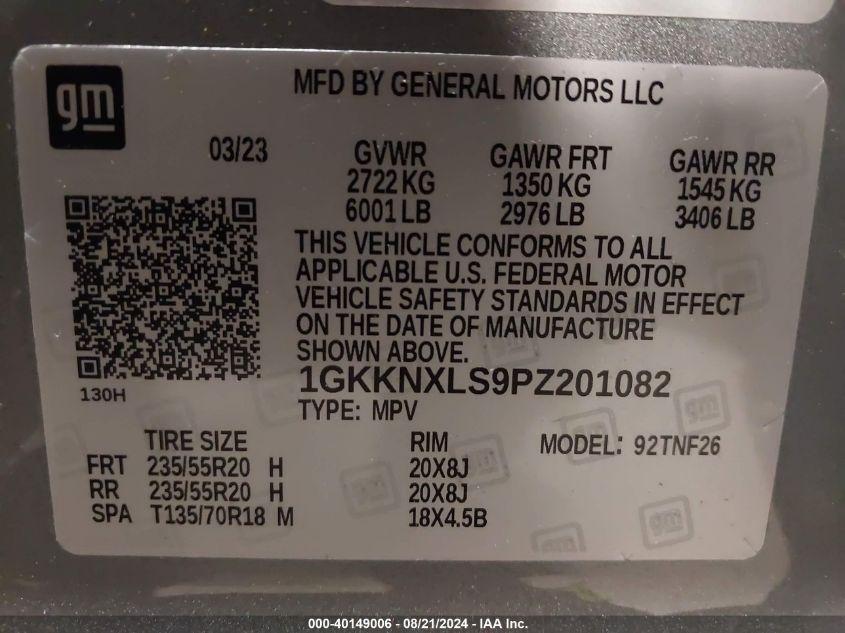 gm
MFD BY GENERAL MOTORS LLC
03/23 GVWR GAWR FRT GAWR RR
2722 KG 1350 KG 1545 KG
6001 LB 2976 LB 3406 LB
THIS VEHICLE CONFORMS TO ALL
APPLICABLE U.S. FEDERAL MOTOR
VEHICLE SAFETY STANDARDS IN EFFECT
ON THE DATE OF MANUFACTURE
SHOWN ABOVE.
1GKKNXLS9PZ201082
130H
TYPE: MPV
TIRE SIZE RIM MODEL: 92TNF26
FRT 235/55R20 H 20X8J
RR 235/55R20 H 20X8J
SPA T135/70R18 M 18X4.5B
000-40149006 - 08/21/2024 - IAA Inc.